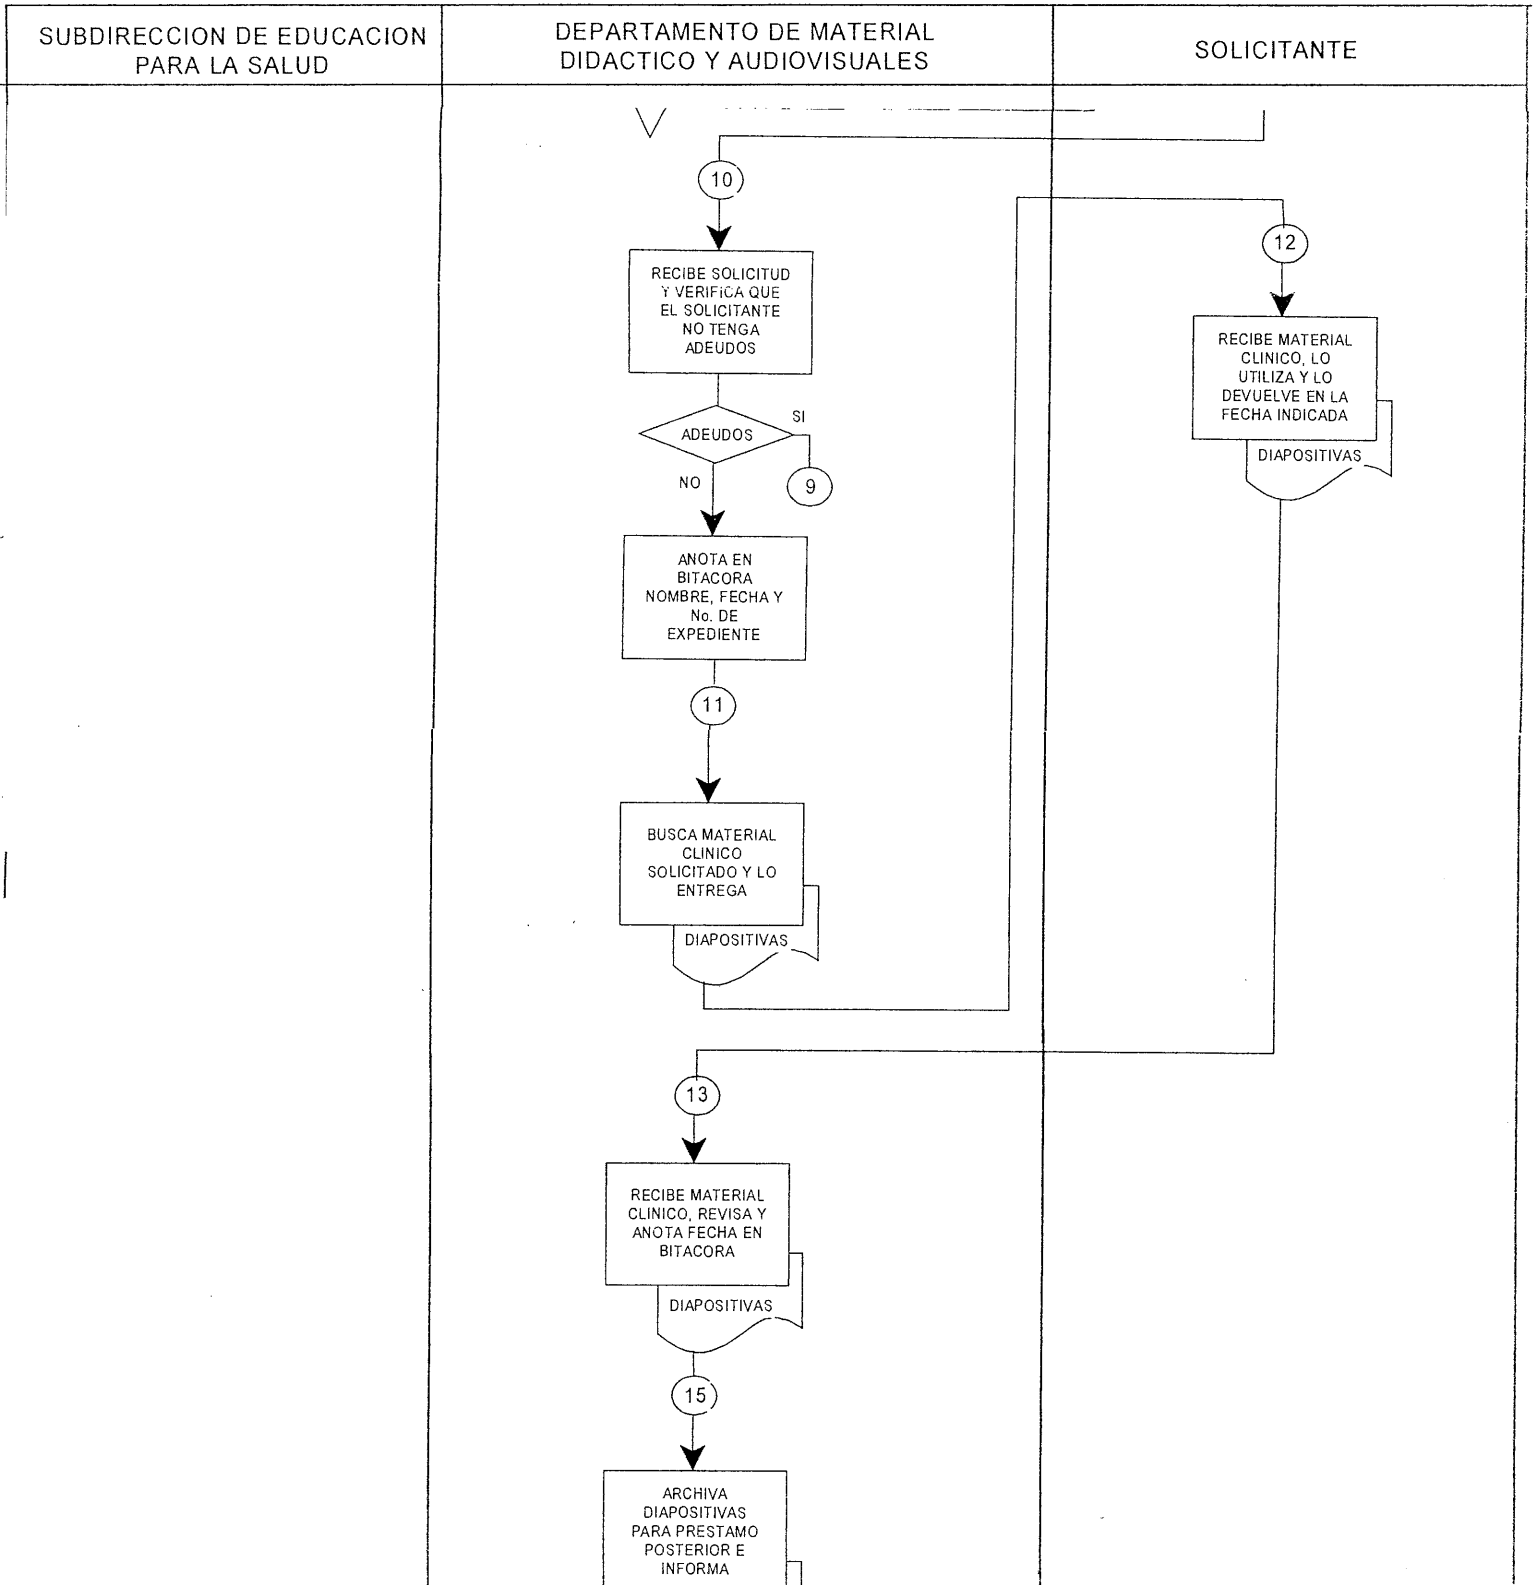 SUBDIRECCION DE EDUCACION
PARA LA SALUD
DEPARTAMENTO DE MATERIAL
DIDACTICO Y AUDIOVISUALES
SOLICITANTE
10
RECIBE SOLICITUD
Y VERIFICA QUE
EL SOLICITANTE
NO TENGA
ADEUDOS
ADEUDOS
SI
NO
9
ANOTA EN
BITACORA
NOMBRE, FECHA Y
No. DE
EXPEDIENTE
11
BUSCA MATERIAL
CLINICO
SOLICITADO Y LO
ENTREGA
DIAPOSITIVAS
12
RECIBE MATERIAL
CLINICO, LO
UTILIZA Y LO
DEVUELVE EN LA
FECHA INDICADA
DIAPOSITIVAS
13
RECIBE MATERIAL
CLINICO, REVISA Y
ANOTA FECHA EN
BITACORA
DIAPOSITIVAS
15
ARCHIVA
DIAPOSITIVAS
PARA PRESTAMO
POSTERIOR E
INFORMA